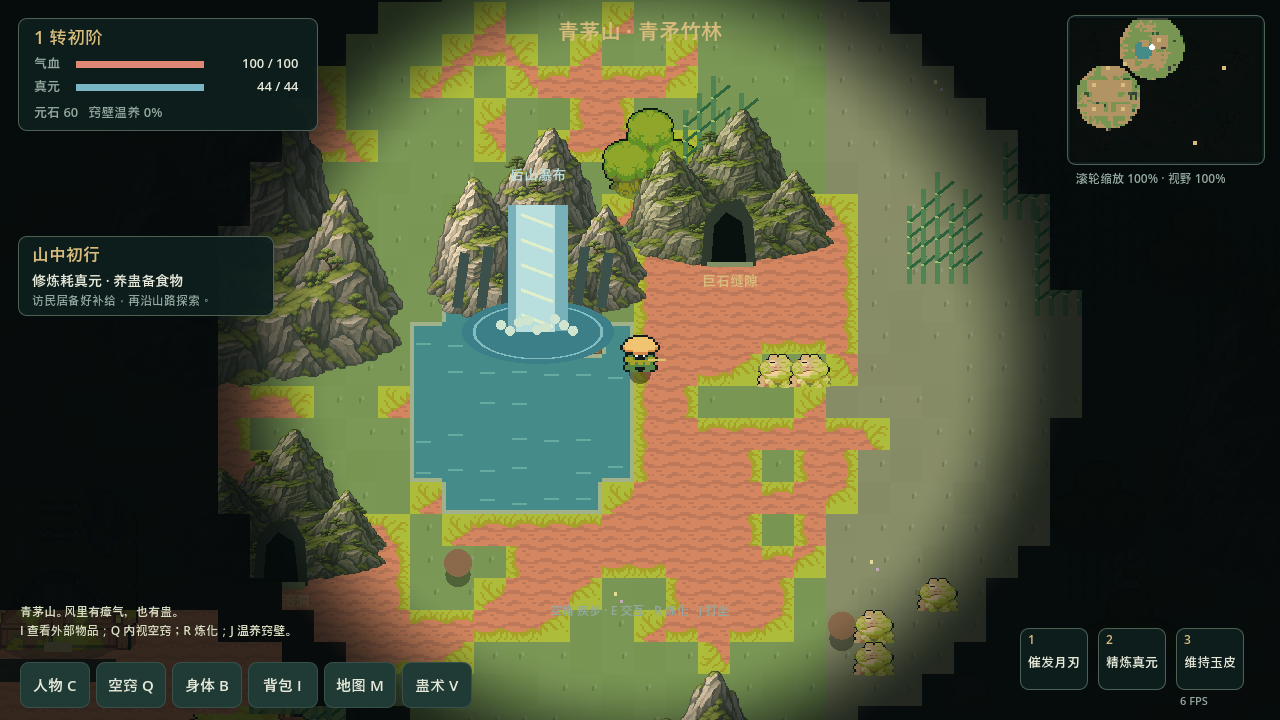 青茅山 · 青矛竹林
1 转初阶
气血 100 / 100
真元 44 / 44
元石 60 窍壁温养 0%
滚轮缩放 100% · 视野 100%
山中初行
修炼耗真元 · 养蛊备食物
访民居备好补给 · 再沿山路探索。
石山瀑布
巨石缝隙
青茅山。风里有瘴气，也有蛊。
I 查看外部物品；Q 内视空窍；R 炼化；J 温养窍壁。
人物 C
空窍 Q
身体 B
背包 I
地图 M
蛊术 V
1
催发月刃
2
精炼真元
3
维持玉皮
6 FPS